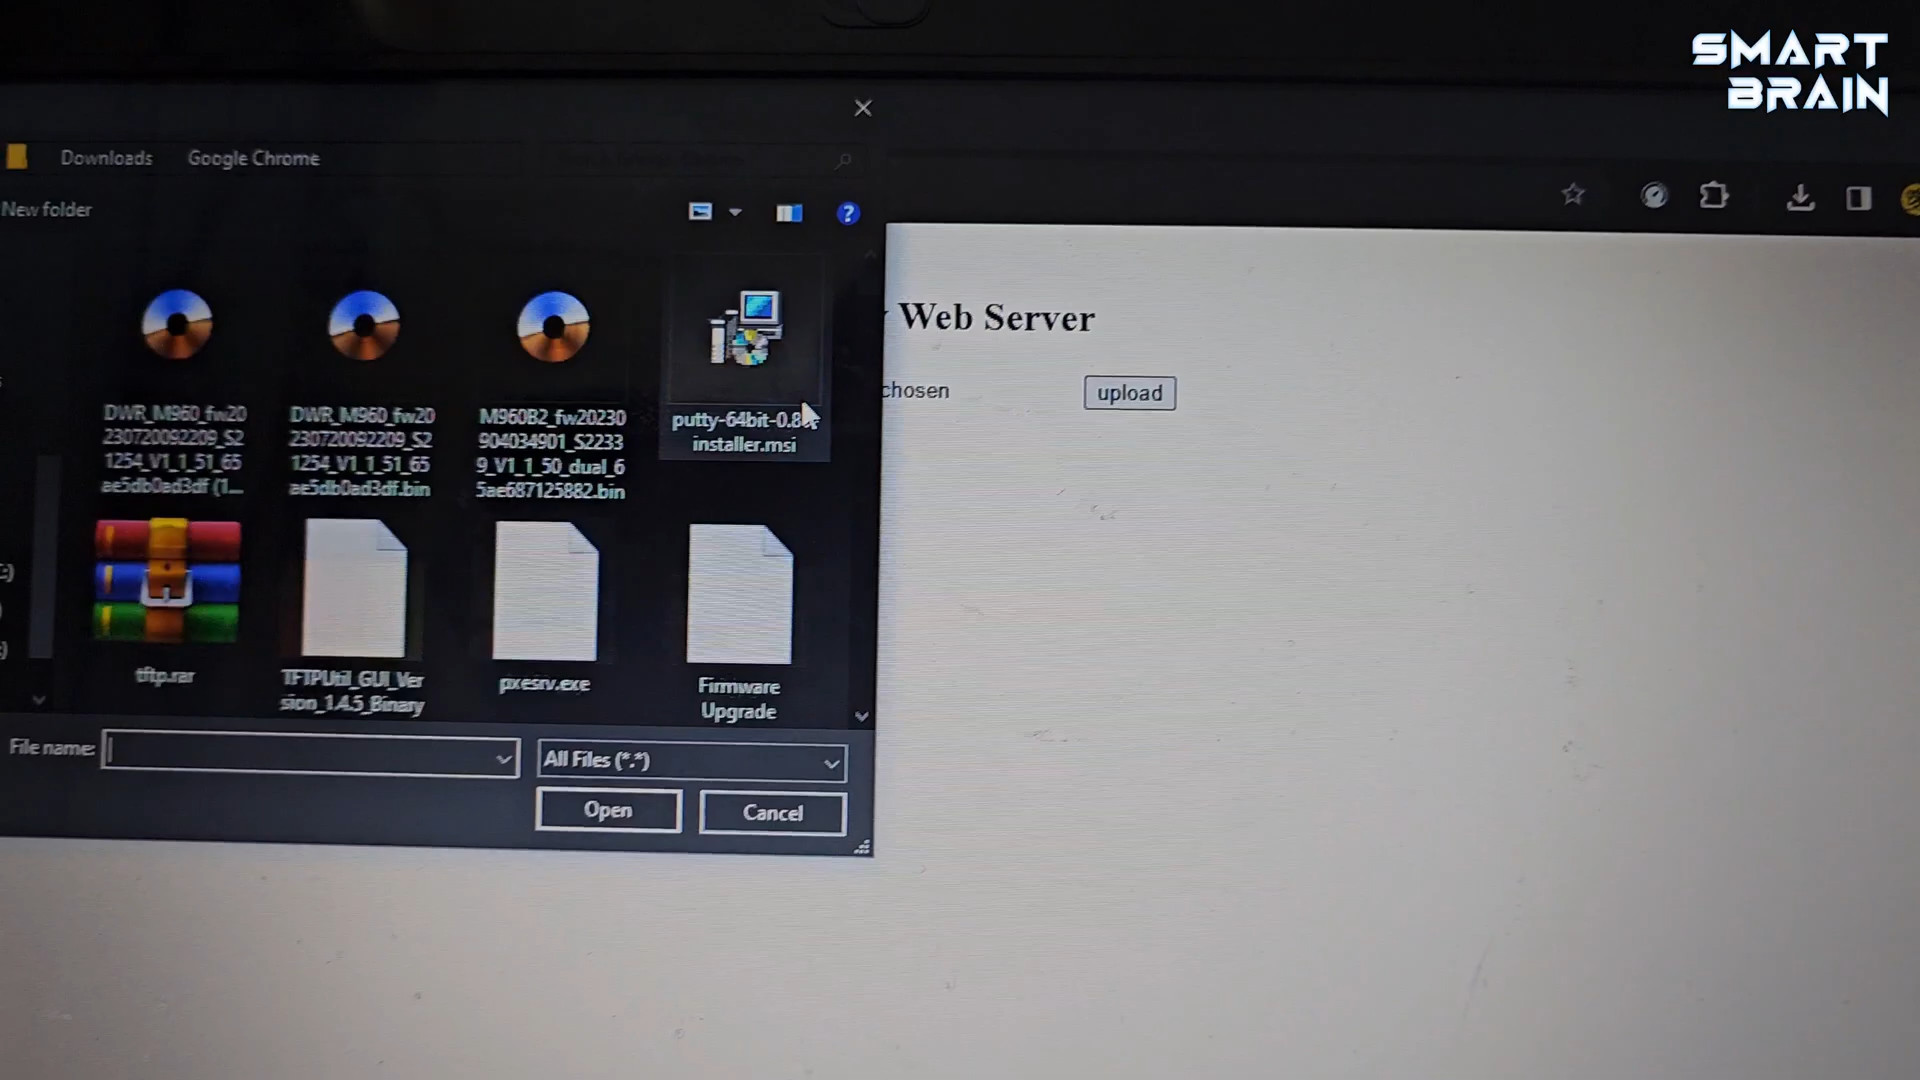 SMART
BRAIN
Downloads
Google Chrome
New folder
Web Server
chosen
upload
DWR_M960_fw20
230720092209_S2
1254_V1_1_51_65
ae5db0ad3df (1...
DWR_M960_fw20
230720092209_S2
1254_V1_1_51_65
ae5db0ad3df.bin
M960B2_fw20230
904034901_S2233
9_V1_1_50_dual_6
5ae687125882.bin
putty-64bit-0.8
installer.msi
tftp.rar
TFTPUtil_GUI_Ver
sion_1.4.5_Binary
pxesrv.exe
Firmware
Upgrade
File name:
All Files (*.*)
Open
Cancel